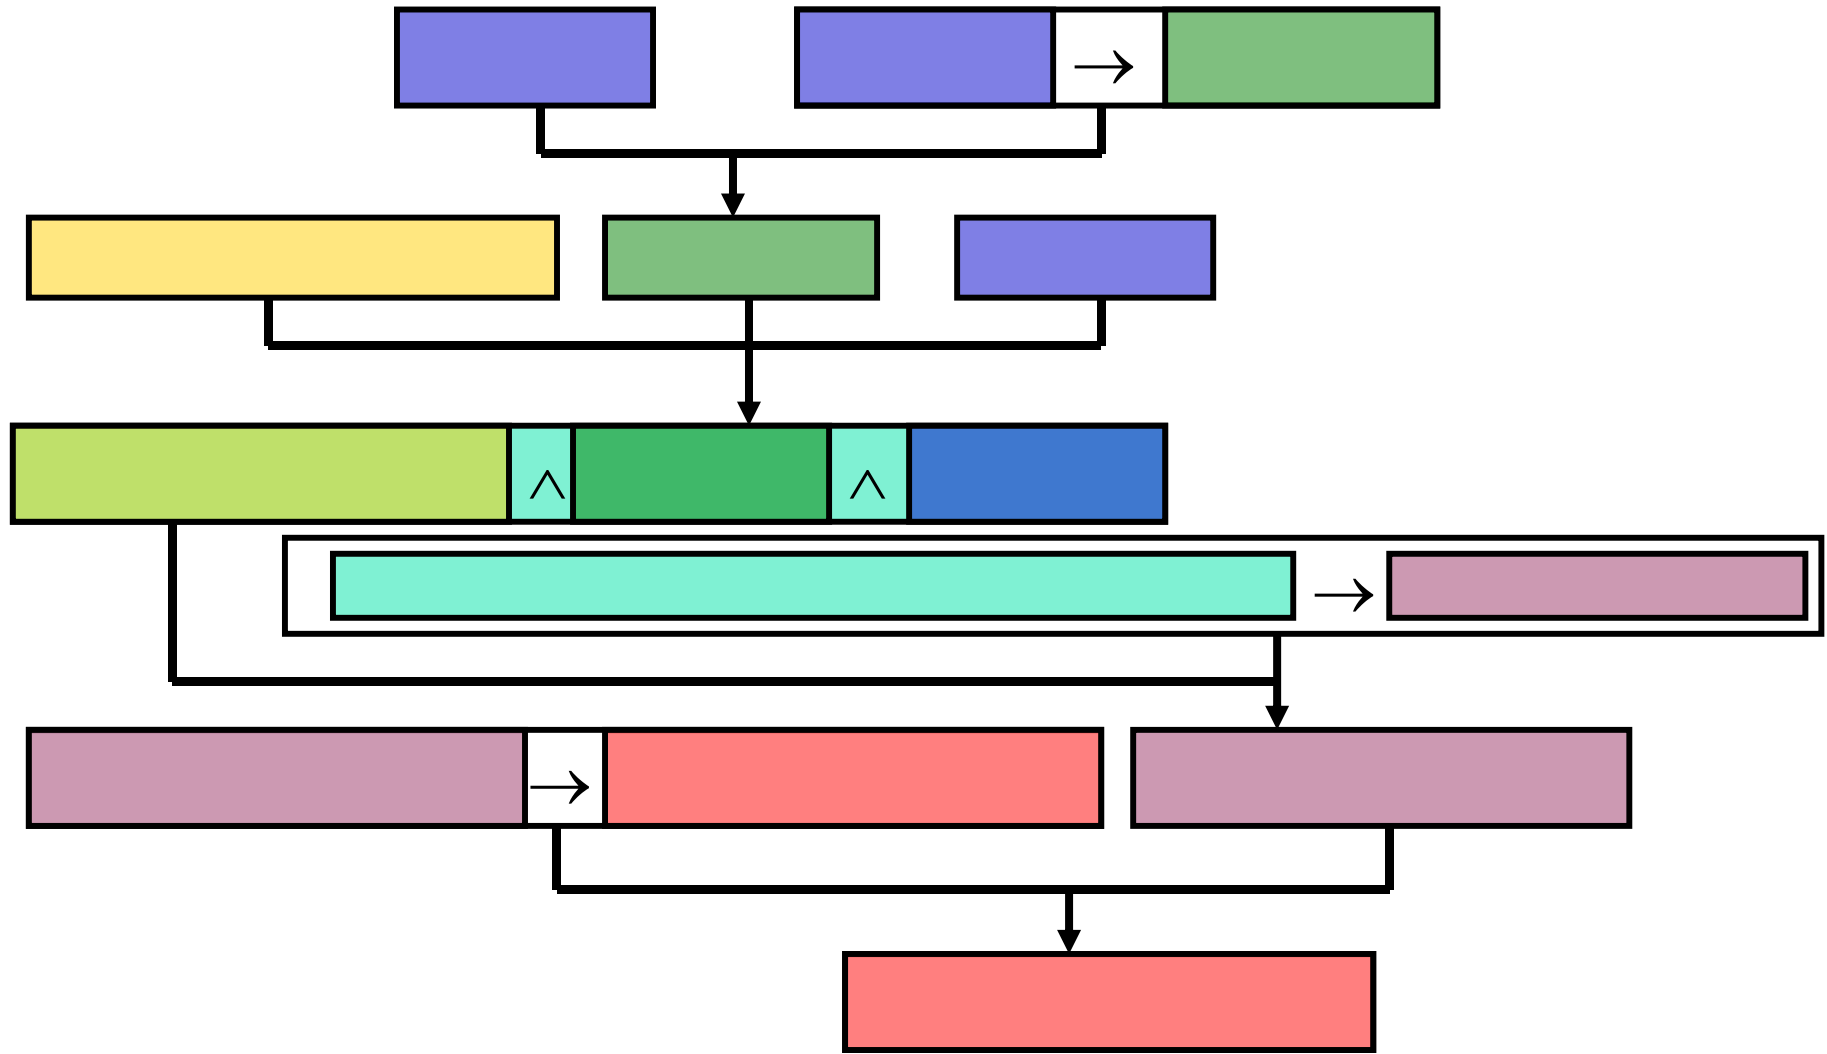 →
∧ ∧
→
→